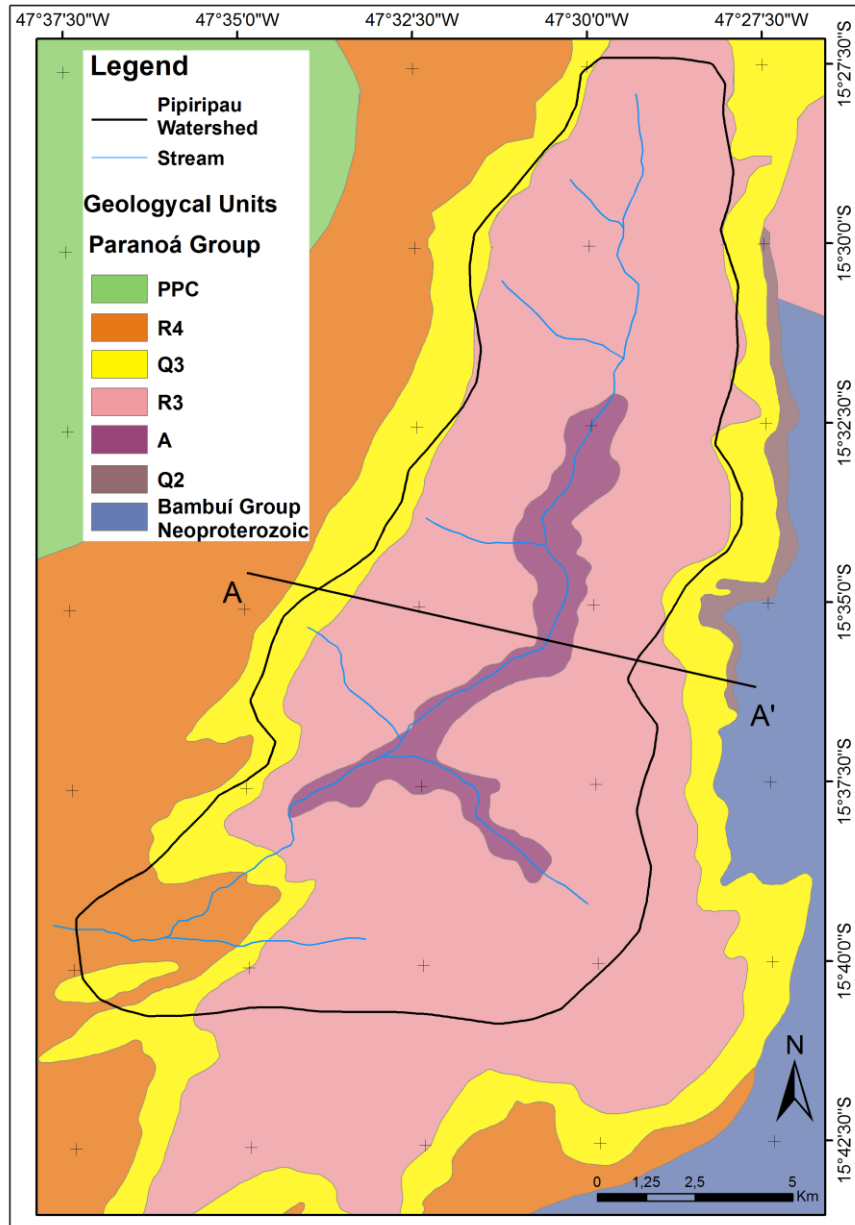 47°37'30"W 47°35'0"W 47°32'30"W 47°30'0"W 47°27'30"W
Legend
Pipiripau
Watershed
Stream
Geologycal Units
Paranoá Group
PPC
R4
Q3
R3
A
Q2
Bambuí Group
Neoproterozoic
15°27'30"S
15°30'0"S
15°32'30"S
15°35'0"S
15°37'30"S
15°40'0"S
15°42'30"S
A
A'
N
0 1,25 2,5 5
Km